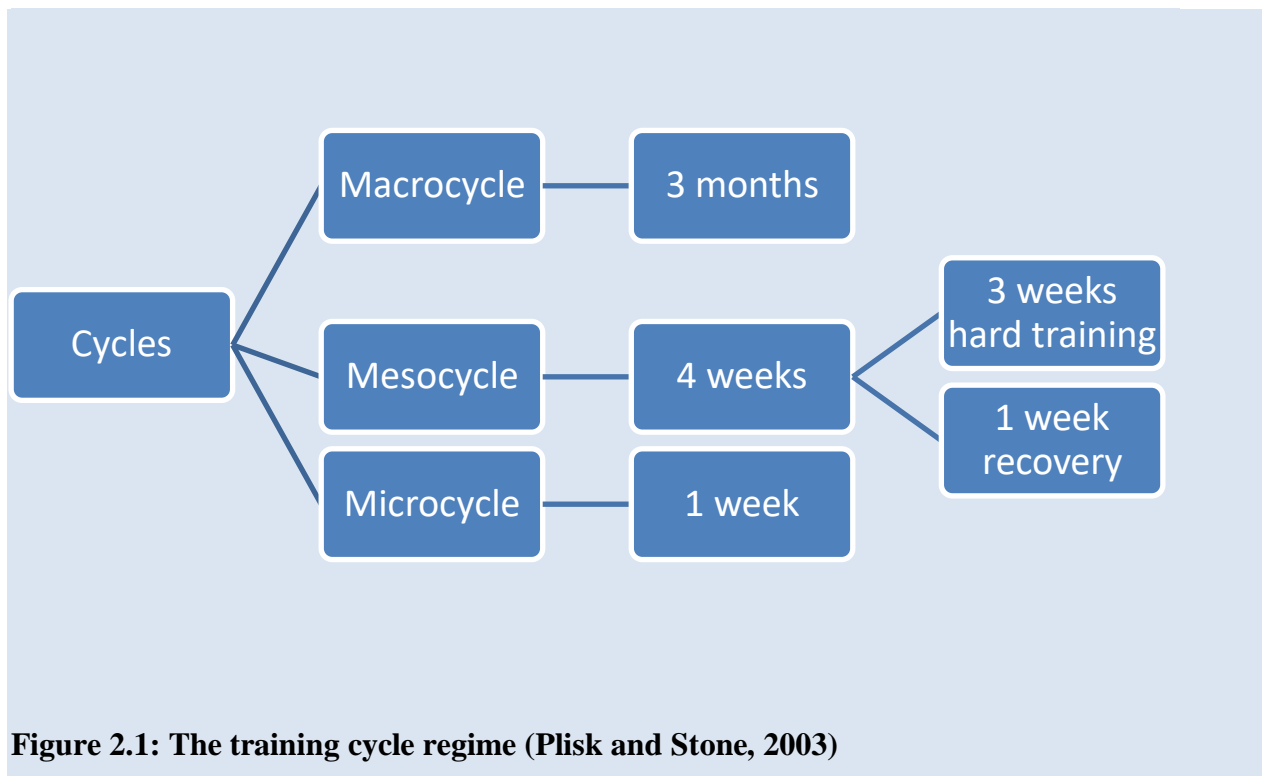 Cycles
Macrocycle
3 months
Mesocycle
4 weeks
3 weeks
hard training
1 week
recovery
Microcycle
1 week
Figure 2.1: The training cycle regime (Plisk and Stone, 2003)